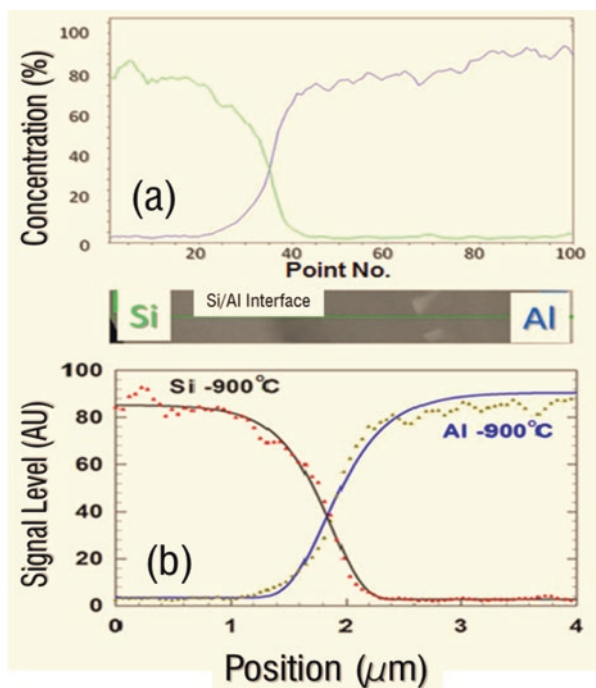 100
80
60
40
20
0
Concentration (%)
(a)
20 40 60 80 100
Point No.
Si Si/Al Interface Al
100
80
60
40
20
0
Signal Level (AU)
Si -900°C
Al -900°C
(b)
0 1 2 3 4
Position (μm)